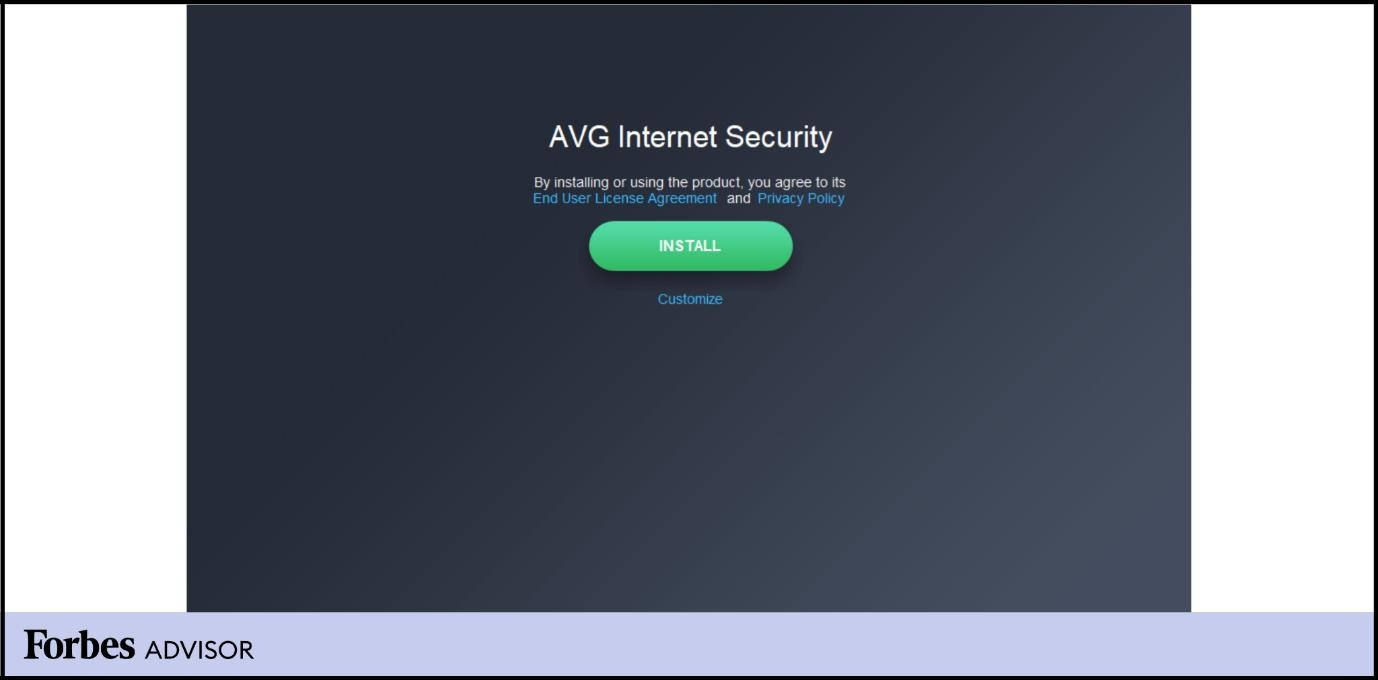 AVG Internet Security
By installing or using the product, you agree to its
End User License Agreement and Privacy Policy
INSTALL
Customize
Forbes ADVISOR